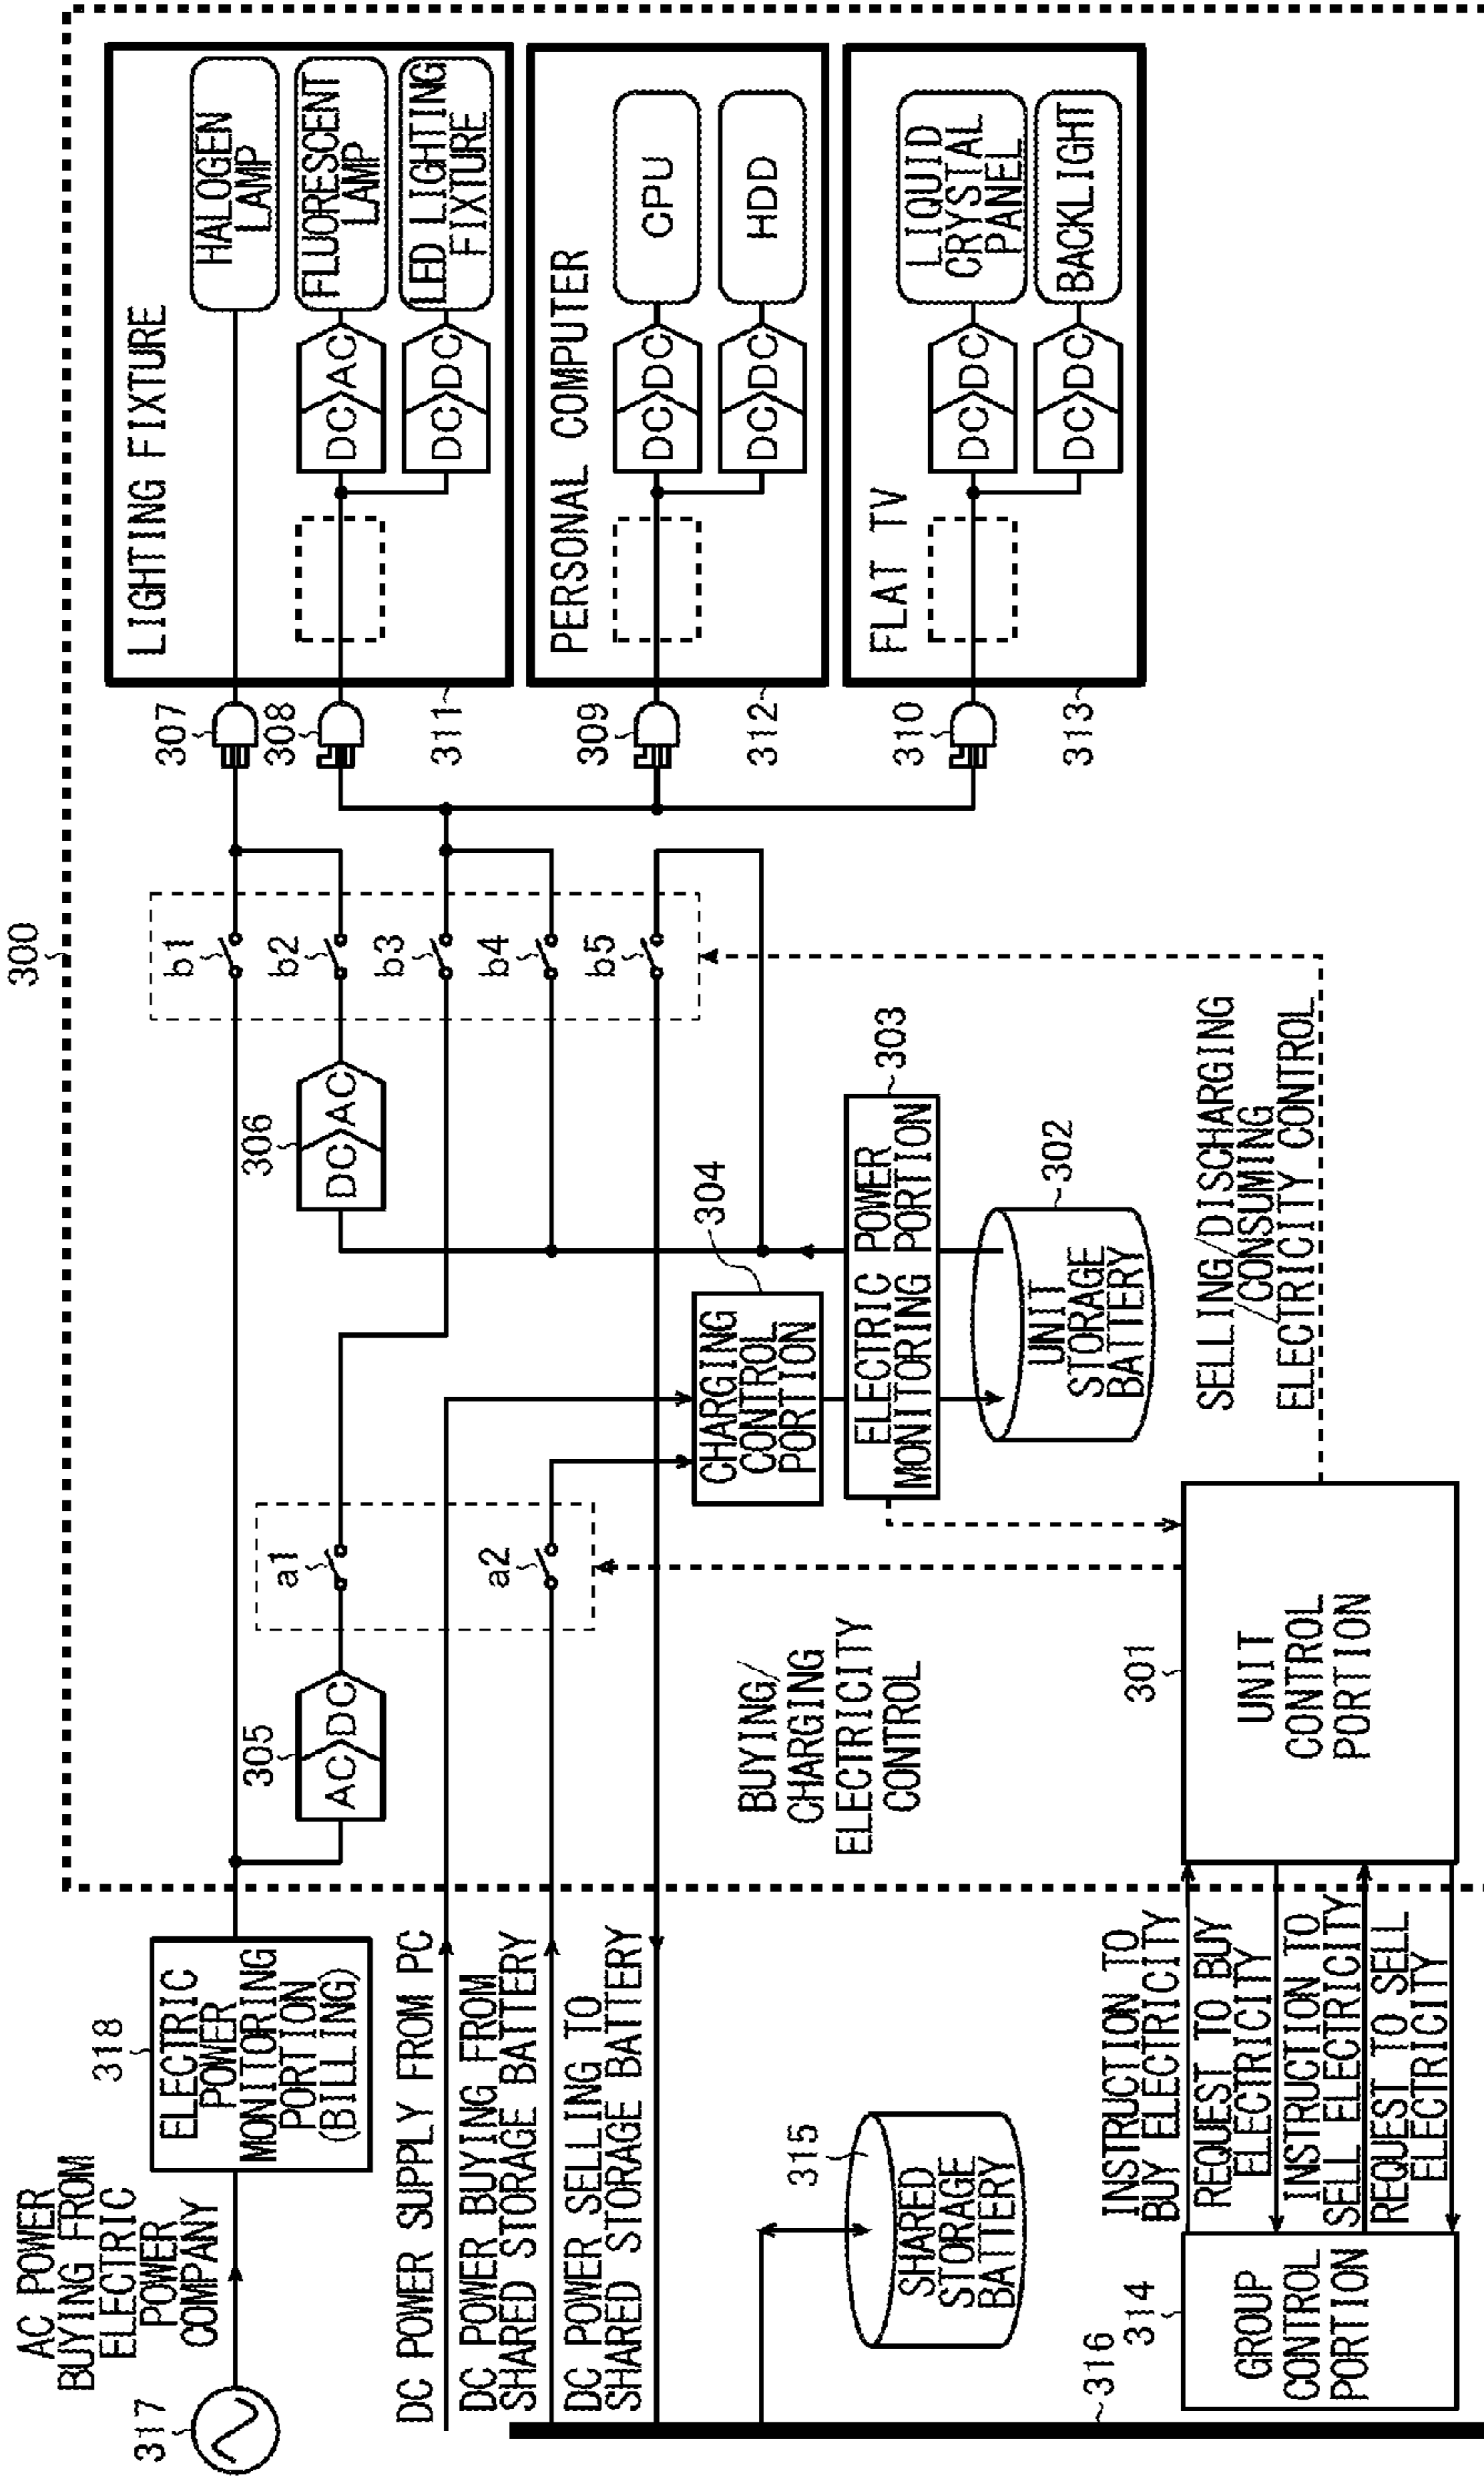 300
AC POWER
BUYING FROM
ELECTRIC
POWER
COMPANY
317
318
ELECTRIC
POWER
MONITORING
PORTION
(BILLING)
DC POWER SUPPLY FROM PC
DC POWER BUYING FROM
SHARED STORAGE BATTERY
DC POWER SELLING TO
SHARED STORAGE BATTERY
315
SHARED
STORAGE
BATTERY
316
314
GROUP
CONTROL
PORTION
INSTRUCTION TO
BUY ELECTRICITY
REQUEST TO BUY
ELECTRICITY
INSTRUCTION TO
SELL ELECTRICITY
REQUEST TO SELL
ELECTRICITY
305
AC DC
a1
a2
BUYING/
CHARGING
ELECTRICITY
CONTROL
301
UNIT
CONTROL
PORTION
306
DC AC
304
CHARGING
CONTROL
PORTION
303
ELECTRIC POWER
MONITORING PORTION
302
UNIT
STORAGE
BATTERY
b1
b2
b3
b4
b5
SELLING/DISCHARGING
/CONSUMING
ELECTRICITY CONTROL
307
308
311
309
312
310
313
LIGHTING FIXTURE
HALOGEN
LAMP
DC AC
FLUORESCENT
LAMP
DC DC
LED LIGHTING
FIXTURE
PERSONAL COMPUTER
DC DC
CPU
DC DC
HDD
FLAT TV
DC DC
LIQUID
CRYSTAL
PANEL
DC DC
BACKLIGHT